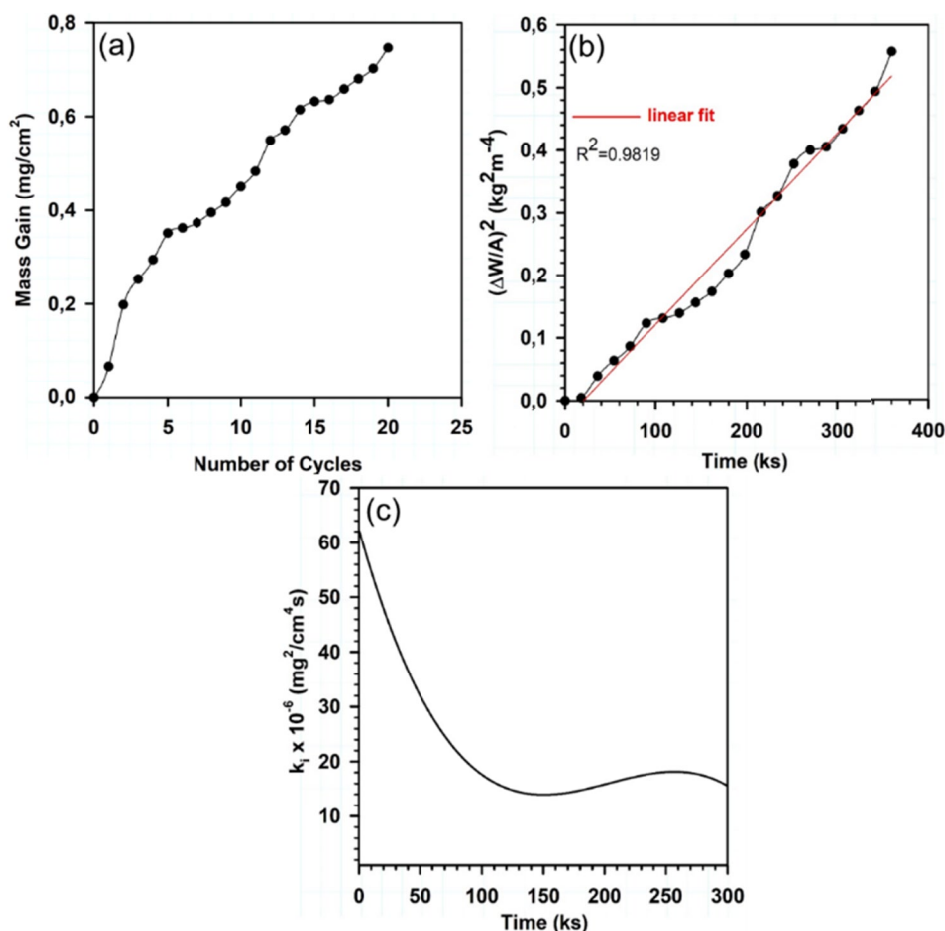 (a)
Mass Gain (mg/cm²)
0,8
0,6
0,4
0,2
0,0
0 5 10 15 20 25
Number of Cycles
(b)
(ΔW/A)² (kg²m⁻⁴)
0,6
0,5
0,4
0,3
0,2
0,1
0,0
linear fit
R²=0.9819
0 100 200 300 400
Time (ks)
(c)
kᵢ x 10⁻⁶ (mg²/cm⁴s)
70
60
50
40
30
20
10
0 50 100 150 200 250 300
Time (ks)